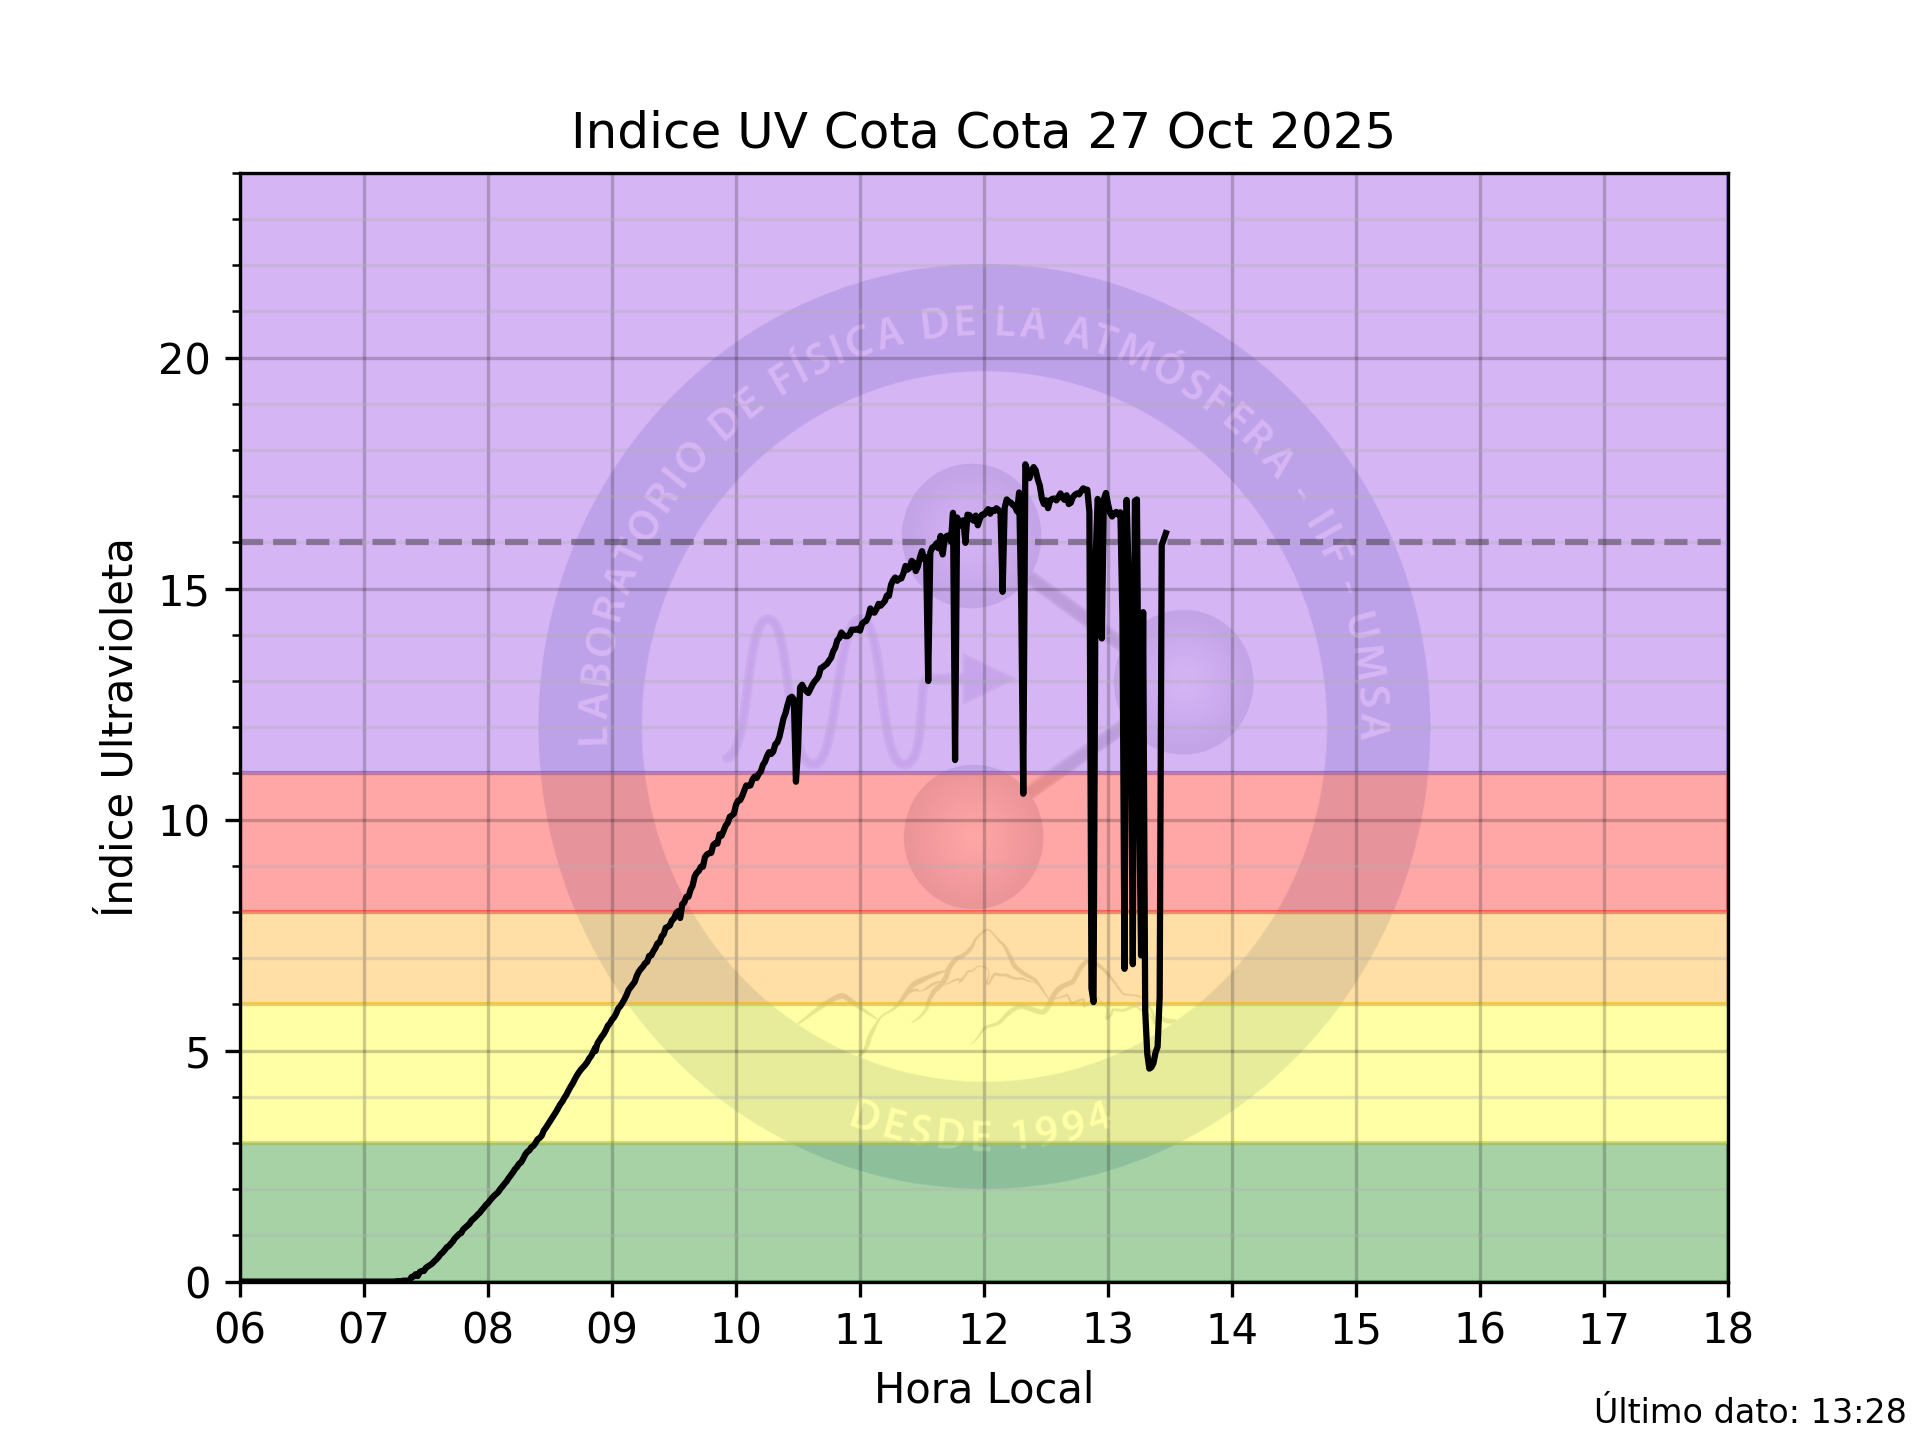 Indice UV Cota Cota 27 Oct 2025
Índice Ultravioleta
20
15
10
5
0
LABORATORIO DE FÍSICA DE LA ATMÓSFERA - IIF - UMSA
DESDE 1994
06 07 08 09 10 11 12 13 14 15 16 17 18
Hora Local
Último dato: 13:28